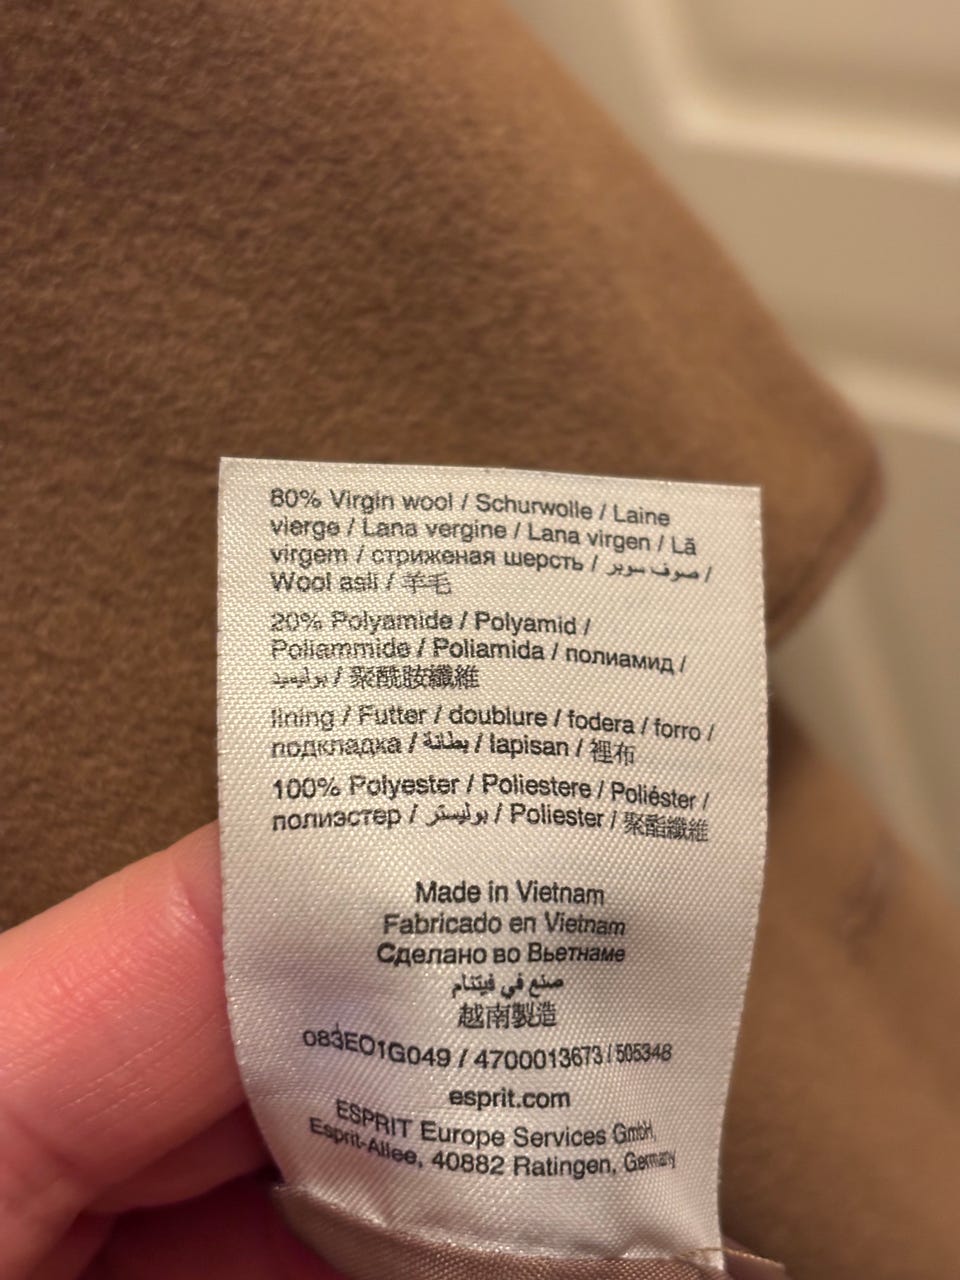 80% Virgin wool / Schurwolle / Laine
vierge / Lana vergine / Lana virgen / Lã
virgem / стриженая шерсть / صوف سوبر /
Wool asli / 羊毛
20% Polyamide / Polyamid /
Poliammide / Poliamida / полиамид /
بوليميد / 聚酰胺纖維
lining / Futter / doublure / fodera / forro /
подкладка / بطانة / lapisan / 裡布
100% Polyester / Poliestere / Poliéster /
полиэстер / بوليستر / Poliester / 聚酯纖維
Made in Vietnam
Fabricado en Vietnam
Сделано во Вьетнаме
صنع في فيتنام
越南製造
083EO1G049 / 4700013673 / 505348
esprit.com
ESPRIT Europe Services GmbH,
Esprit-Allee, 40882 Ratingen, Germany